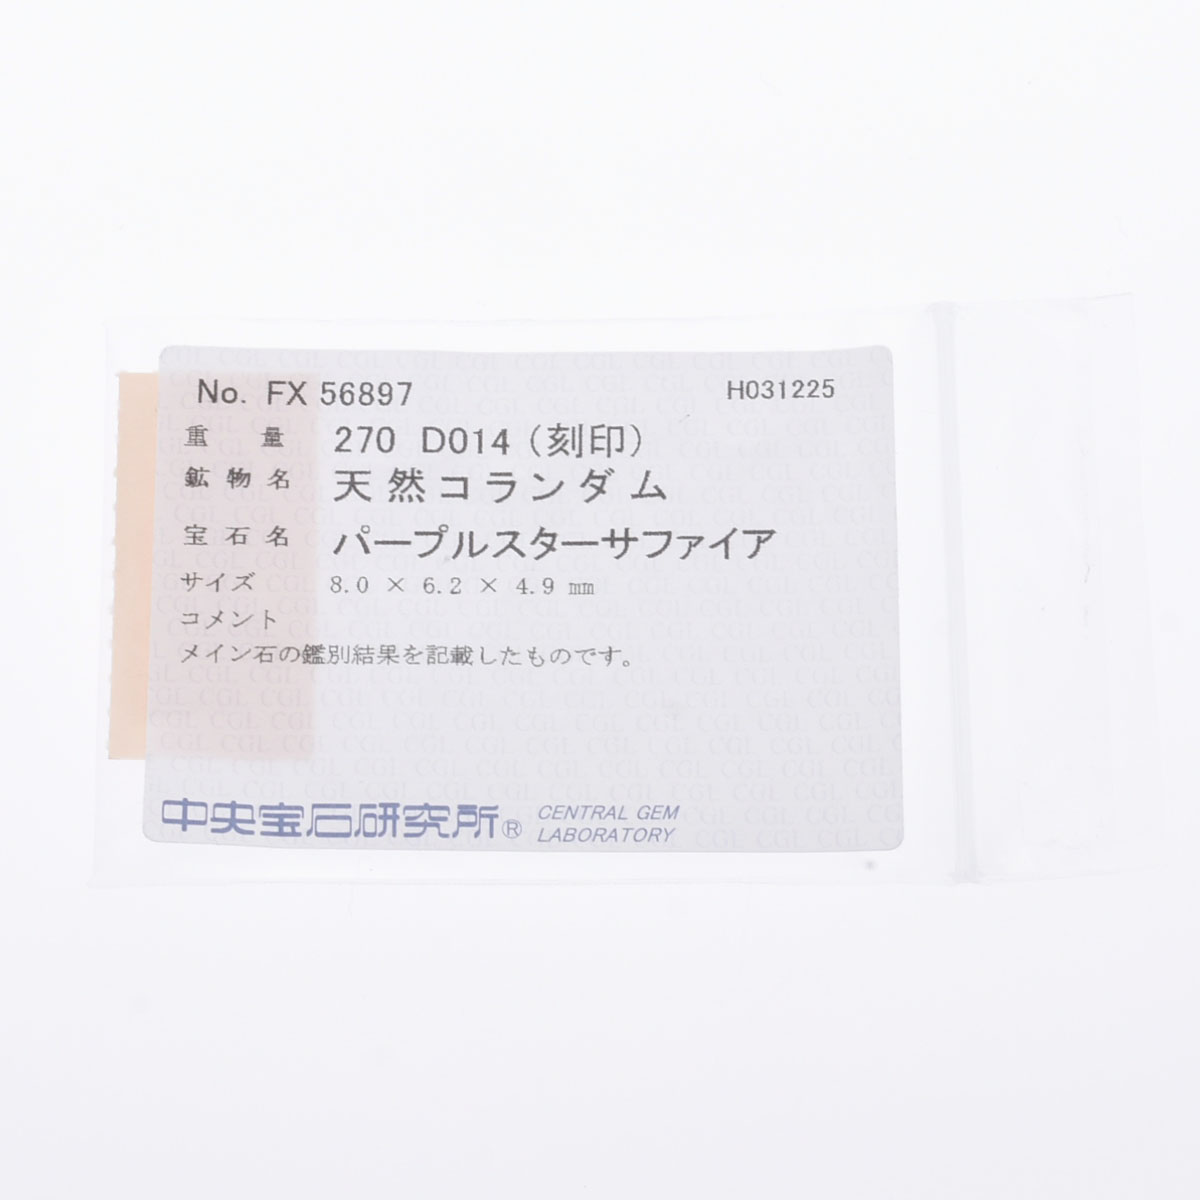 No. FX 56897 H031225
重量 270 D014 (刻印)
鉱物名 天然コランダム
宝石名 パープルスターサファイア
サイズ 8.0 × 6.2 × 4.9 ㎜
コメント
メイン石の鑑別結果を記載したものです。
中央宝石研究所® CENTRAL GEM
LABORATORY